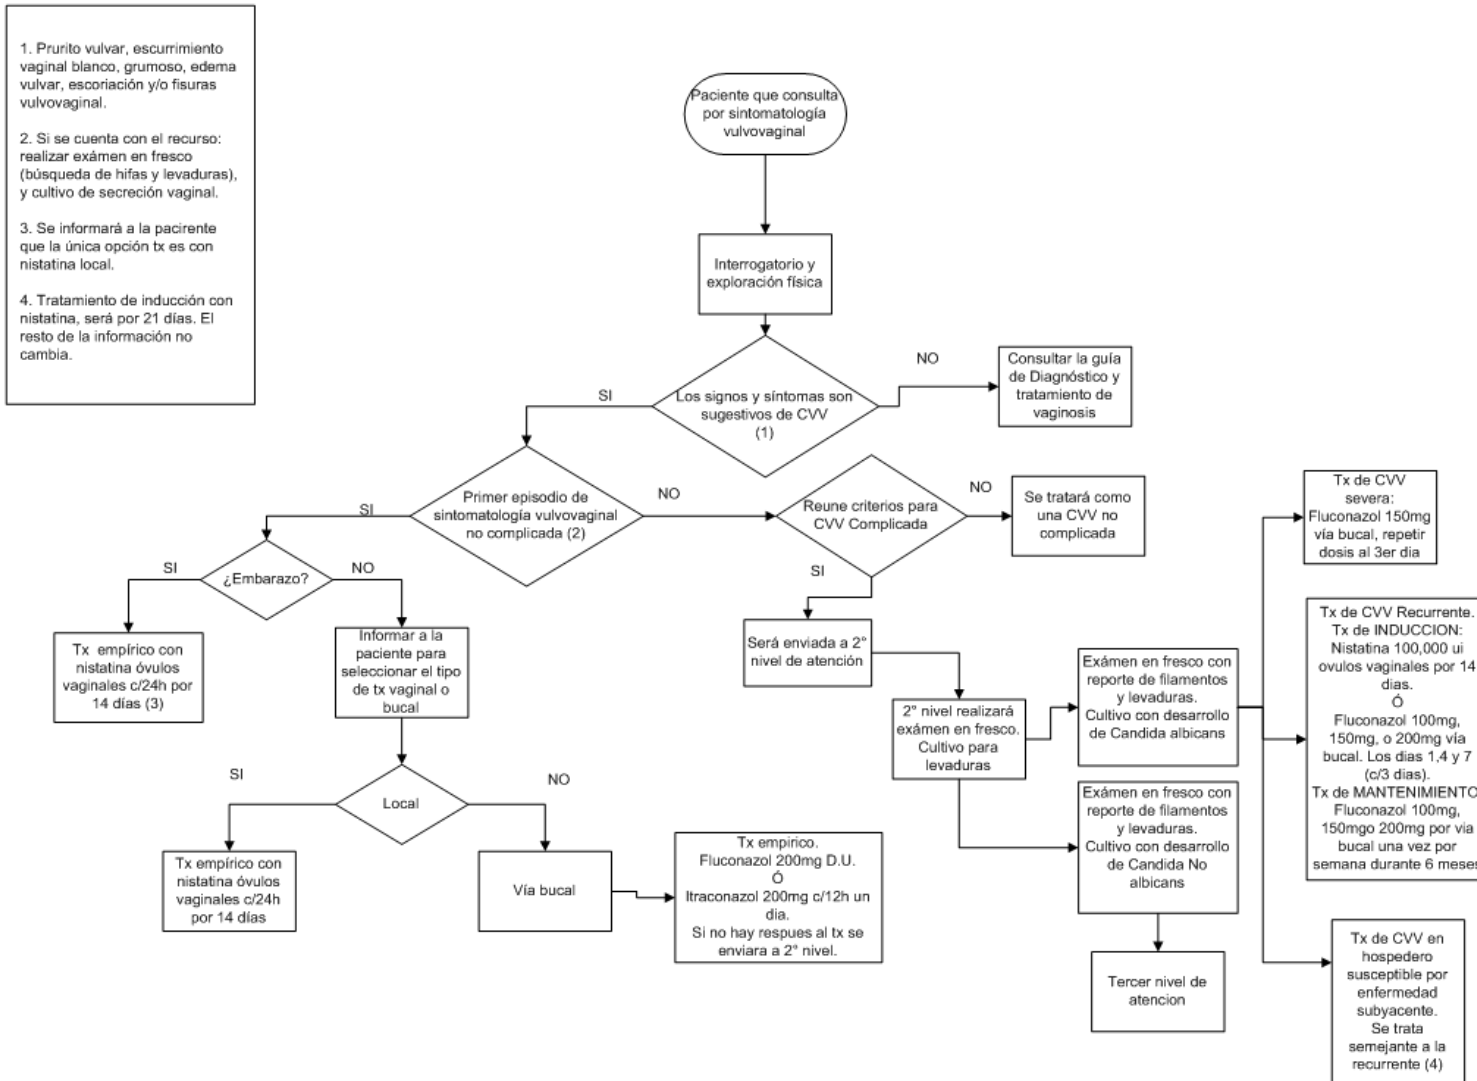 1. Prurito vulvar, escurrimiento
vaginal blanco, grumoso, edema
vulvar, escoriación y/o fisuras
vulvovaginal.
2. Si se cuenta con el recurso:
realizar exámen en fresco
(búsqueda de hifas y levaduras),
y cultivo de secreción vaginal.
3. Se informará a la pacirente
que la única opción tx es con
nistatina local.
4. Tratamiento de inducción con
nistatina, será por 21 días. El
resto de la información no
cambia.
Paciente que consulta
por sintomatología
vulvovaginal
Interrogatorio y
exploración física
Los signos y síntomas son
sugestivos de CVV
(1)
NO
Consultar la guía
de Diagnóstico y
tratamiento de
vaginosis
SI
Primer episodio de
sintomatología vulvovaginal
no complicada (2)
NO
Reune criterios para
CVV Complicada
NO
Se tratará como
una CVV no
complicada
SI
¿Embarazo?
SI
Tx empírico con
nistatina óvulos
vaginales c/24h por
14 días (3)
NO
Informar a la
paciente para
seleccionar el tipo
de tx vaginal o
bucal
Local
SI
Tx empírico con
nistatina óvulos
vaginales c/24h
por 14 días
NO
Vía bucal
Tx empirico.
Fluconazol 200mg D.U.
Ó
Itraconazol 200mg c/12h un
dia.
Si no hay respues al tx se
enviara a 2° nivel.
SI
Será enviada a 2°
nivel de atención
2° nivel realizará
exámen en fresco.
Cultivo para
levaduras
Exámen en fresco con
reporte de filamentos
y levaduras.
Cultivo con desarrollo
de Candida albicans
Exámen en fresco con
reporte de filamentos
y levaduras.
Cultivo con desarrollo
de Candida No
albicans
Tercer nivel de
atencion
Tx de CVV
severa:
Fluconazol 150mg
vía bucal, repetir
dosis al 3er dia
Tx de CVV Recurrente.
Tx de INDUCCION:
Nistatina 100,000 ui
ovulos vaginales por 14
dias.
Ó
Fluconazol 100mg,
150mg, o 200mg vía
bucal. Los dias 1,4 y 7
(c/3 dias).
Tx de MANTENIMIENTO
Fluconazol 100mg,
150mgo 200mg por via
bucal una vez por
semana durante 6 meses
Tx de CVV en
hospedero
susceptible por
enfermedad
subyacente.
Se trata
semejante a la
recurrente (4)